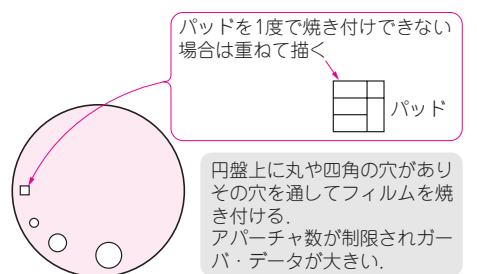 パッドを1度で焼き付けできない
場合は重ねて描く
パッド
円盤上に丸や四角の穴があり
その穴を通してフィルムを焼
き付ける.
アパーチャ数が制限されガー
バ・データが大きい.